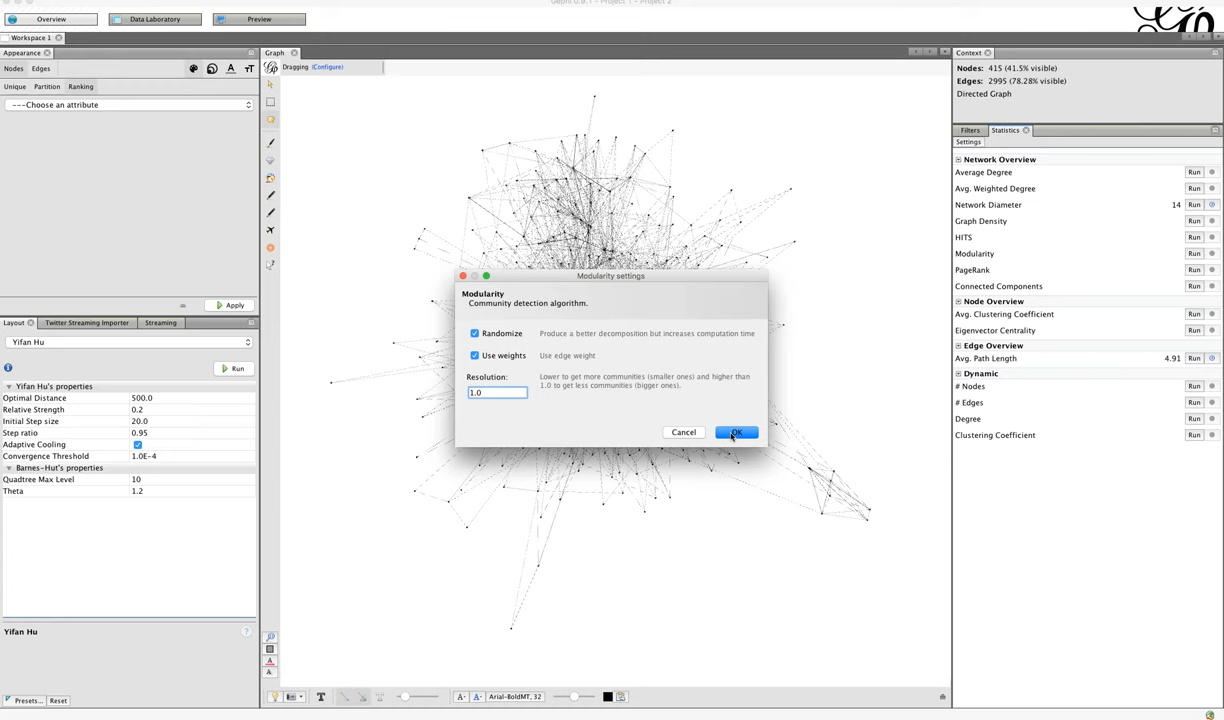 Gephi 0.9.1 - Project 1 - Project 2
Overview
Data Laboratory
Preview
Workspace 1
Appearance
Nodes Edges
Unique Partition Ranking
---Choose an attribute
Apply
Layout Twitter Streaming Importer Streaming
Yifan Hu
Run
Yifan Hu's properties
Optimal Distance 500.0
Relative Strength 0.2
Initial Step size 20.0
Step ratio 0.95
Adaptive Cooling
Convergence Threshold 1.0E-4
Barnes-Hut's properties
Quadtree Max Level 10
Theta 1.2
Yifan Hu
?
Presets... Reset
Graph
Dragging (Configure)
Modularity settings
Modularity
Community detection algorithm.
Randomize Produce a better decomposition but increases computation time
Use weights Use edge weight
Resolution: Lower to get more communities (smaller ones) and higher than
1.0 to get less communities (bigger ones).
1.0
Cancel OK
T A- A- Arial-BoldMT, 32
Context
Nodes: 415 (41.5% visible)
Edges: 2995 (78.28% visible)
Directed Graph
Filters Statistics
Settings
Network Overview
Average Degree Run
Avg. Weighted Degree Run
Network Diameter 14 Run
Graph Density Run
HITS Run
Modularity Run
PageRank Run
Connected Components Run
Node Overview
Avg. Clustering Coefficient Run
Eigenvector Centrality Run
Edge Overview
Avg. Path Length 4.91 Run
Dynamic
# Nodes Run
# Edges Run
Degree Run
Clustering Coefficient Run